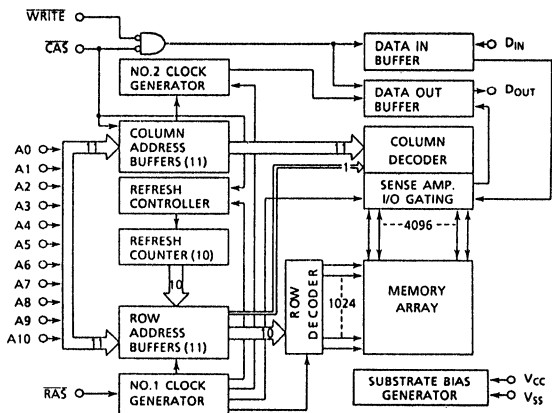 WRITE
CAS
DATA IN
BUFFER
DIN
NO.2 CLOCK
GENERATOR
DATA OUT
BUFFER
DOUT
COLUMN
ADDRESS
BUFFERS (11)
11
11
COLUMN
DECODER
1
A0
A1
A2
A3
A4
A5
A6
A7
A8
A9
A10
REFRESH
CONTROLLER
SENSE AMP.
I/O GATING
4096
REFRESH
COUNTER (10)
10
ROW
ADDRESS
BUFFERS (11)
11
10
ROW
DECODER
1024
MEMORY
ARRAY
RAS
NO.1 CLOCK
GENERATOR
SUBSTRATE BIAS
GENERATOR
VCC
VSS